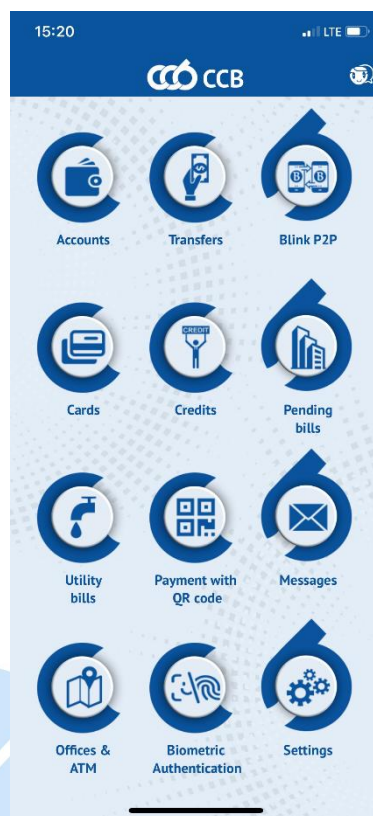 15:20
LTE
CCB
Accounts
Transfers
Blink P2P
CREDIT
Cards
Credits
Pending
bills
Utility
bills
Payment with
QR code
Messages
Offices &
ATM
Biometric
Authentication
Settings